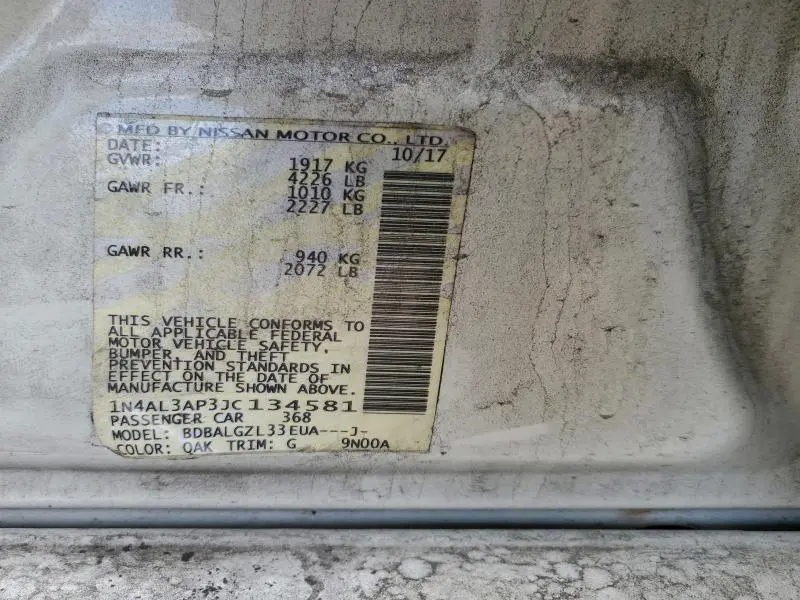 MFD BY NISSAN MOTOR CO., LTD.
DATE: 10/17
GVWR: 1917 KG
4226 LB
GAWR FR.: 1010 KG
2227 LB
GAWR RR.: 940 KG
2072 LB
THIS VEHICLE CONFORMS TO
ALL APPLICABLE FEDERAL
MOTOR VEHICLE SAFETY,
BUMPER, AND THEFT
PREVENTION STANDARDS IN
EFFECT ON THE DATE OF
MANUFACTURE SHOWN ABOVE.
1N4AL3AP3JC134581
PASSENGER CAR 368
MODEL: BDBALGZL33EUA---J-
COLOR: QAK TRIM: G 9N00A